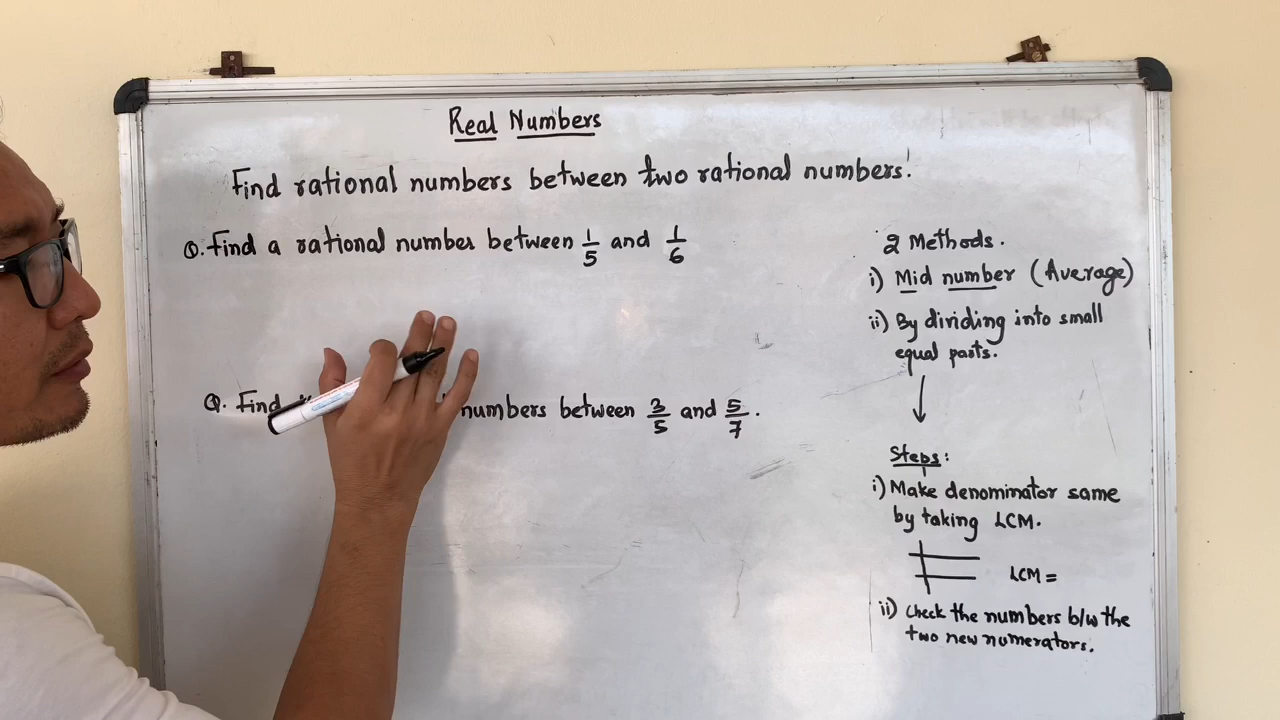 Real Numbers
Find rational numbers between two rational numbers.
Q. Find a rational number between 1/5 and 1/6
Q. Find numbers between 3/5 and 5/7.
2 Methods.
i) Mid number (Average)
ii) By dividing into small
equal parts.
Steps:
i) Make denominator same
by taking LCM.
LCM =
ii) Check the numbers b/w the
two new numerators.